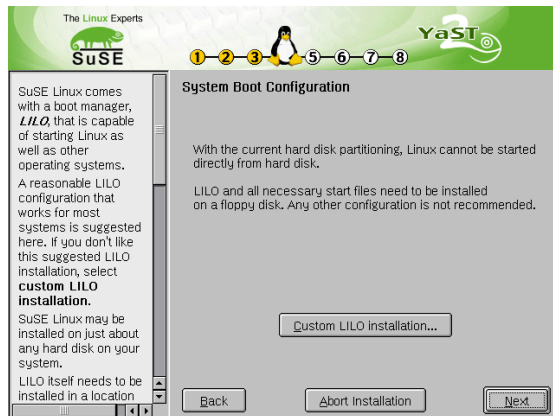 The Linux Experts
SuSE
YaST2
1 2 3 5 6 7 8
SuSE Linux comes
with a boot manager,
LILO, that is capable
of starting Linux as
well as other
operating systems.
A reasonable LILO
configuration that
works for most
systems is suggested
here. If you don't like
this suggested LILO
installation, select
custom LILO
installation.
SuSE Linux may be
installed on just about
any hard disk on your
system.
LILO itself needs to be
installed in a location
System Boot Configuration
With the current hard disk partitioning, Linux cannot be started
directly from hard disk.
LILO and all necessary start files need to be installed
on a floppy disk. Any other configuration is not recommended.
Custom LILO installation...
Back
Abort Installation
Next